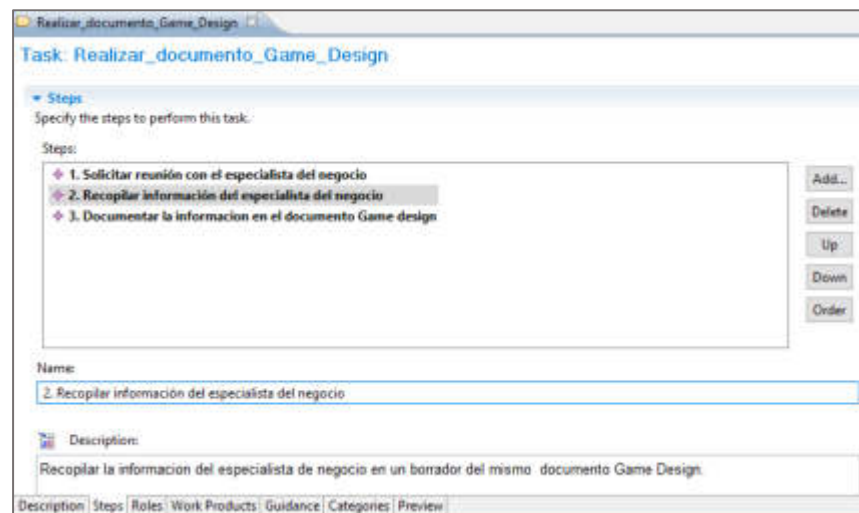 Realizar_documento_Game_Design
Task: Realizar_documento_Game_Design
Steps
Specify the steps to perform this task.
Steps:
1. Solicitar reunión con el especialista del negocio
2. Recopilar información del especialista del negocio
3. Documentar la informacion en el documento Game design
Add...
Delete
Up
Down
Order
Name:
2. Recopilar información del especialista del negocio
Description:
Recopilar la informacion del especialista de negocio en un borrador del mismo documento Game Design.
Description Steps Roles Work Products Guidance Categories Preview